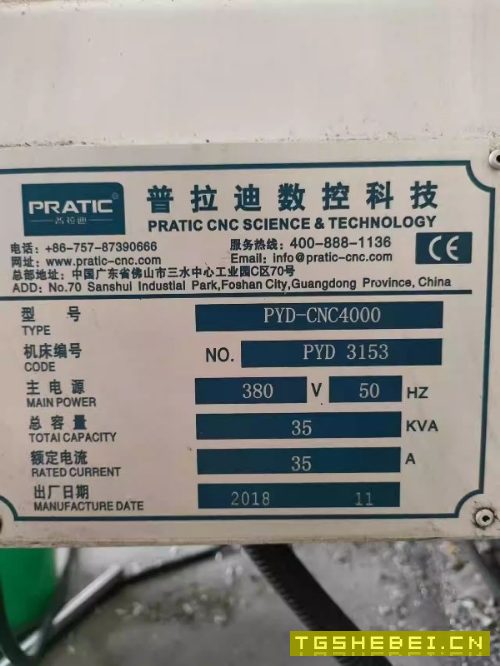 PRATIC
普拉迪
普拉迪数控科技
PRATIC CNC SCIENCE & TECHNOLOGY
电话：+86-757-87390666 服务热线：400-888-1136
网址：www.pratic-cnc.com Email: info@pratic-cnc.com
总部地址：中国广东省佛山市三水中心工业园C区70号
ADD: No.70 Sanshui Industial Park,Foshan City,Guangdong Province, China
CE
型号 PYD-CNC4000
TYPE
机床编号 NO. PYD 3153
CODE
主电源 380 V 50 HZ
MAIN POWER
总容量 35 KVA
TOTAI CAPACITY
额定电流 35 A
RATED CURRENT
出厂日期 2018 11
MANUFACTURE DATE
TGSHEBEI.CN